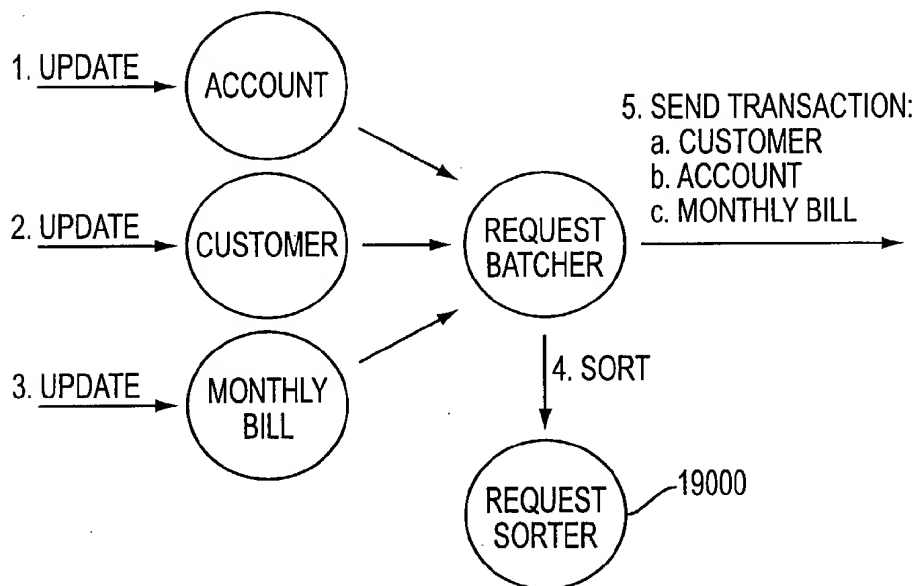 1. UPDATE
ACCOUNT
5. SEND TRANSACTION:
a. CUSTOMER
b. ACCOUNT
c. MONTHLY BILL
2. UPDATE
CUSTOMER
REQUEST
BATCHER
3. UPDATE
MONTHLY
BILL
4. SORT
REQUEST
SORTER
19000